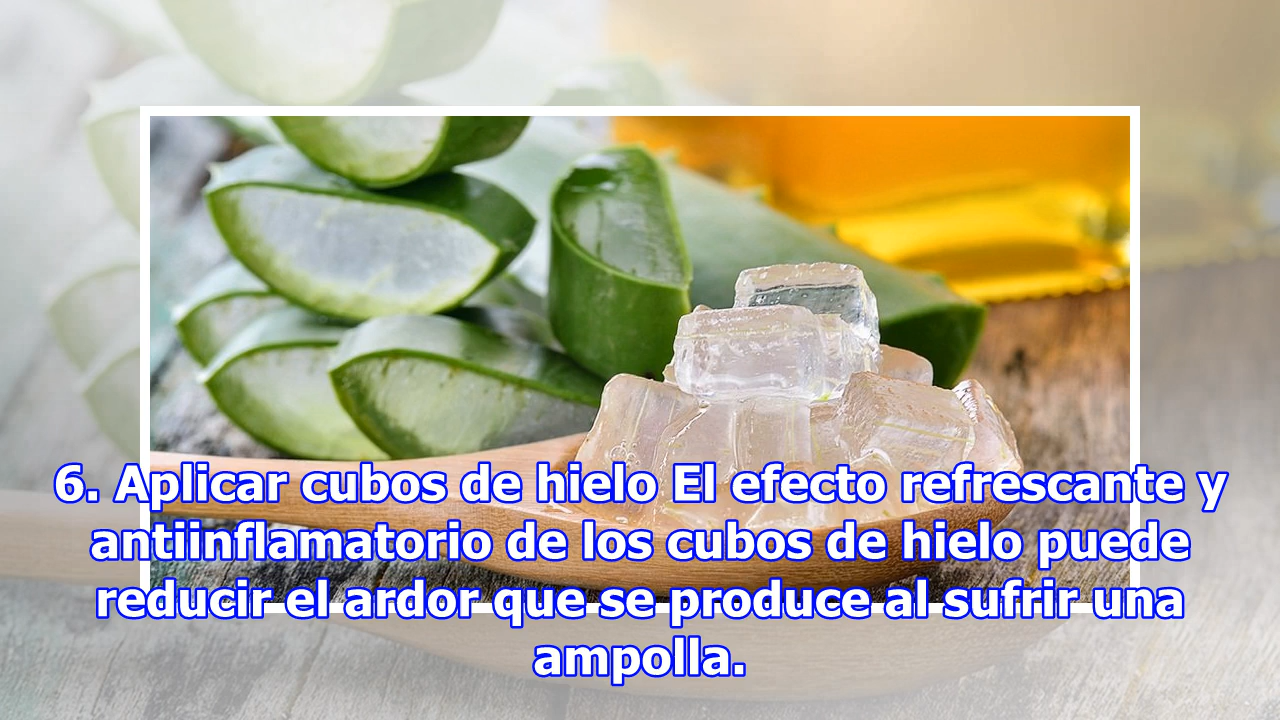 6. Aplicar cubos de hielo El efecto refrescante y
antiinflamatorio de los cubos de hielo puede
reducir el ardor que se produce al sufrir una
ampolla.